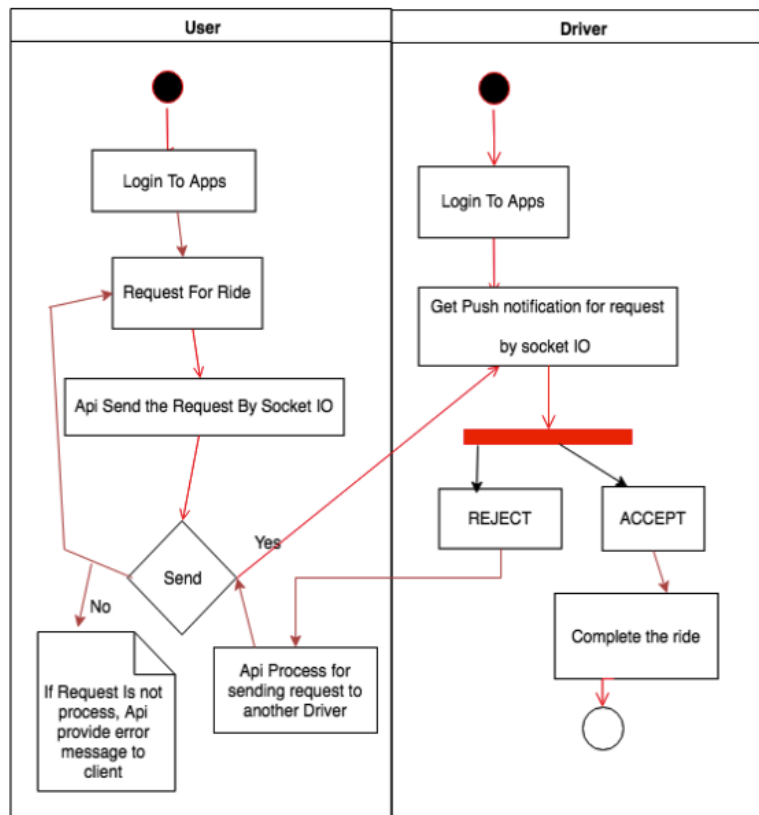 User
Driver
Login To Apps
Login To Apps
Request For Ride
Get Push notification for request
by socket IO
Api Send the Request By Socket IO
REJECT
ACCEPT
Yes
Send
No
If Request Is not
process, Api
provide error
message to
client
Api Process for
sending request to
another Driver
Complete the ride